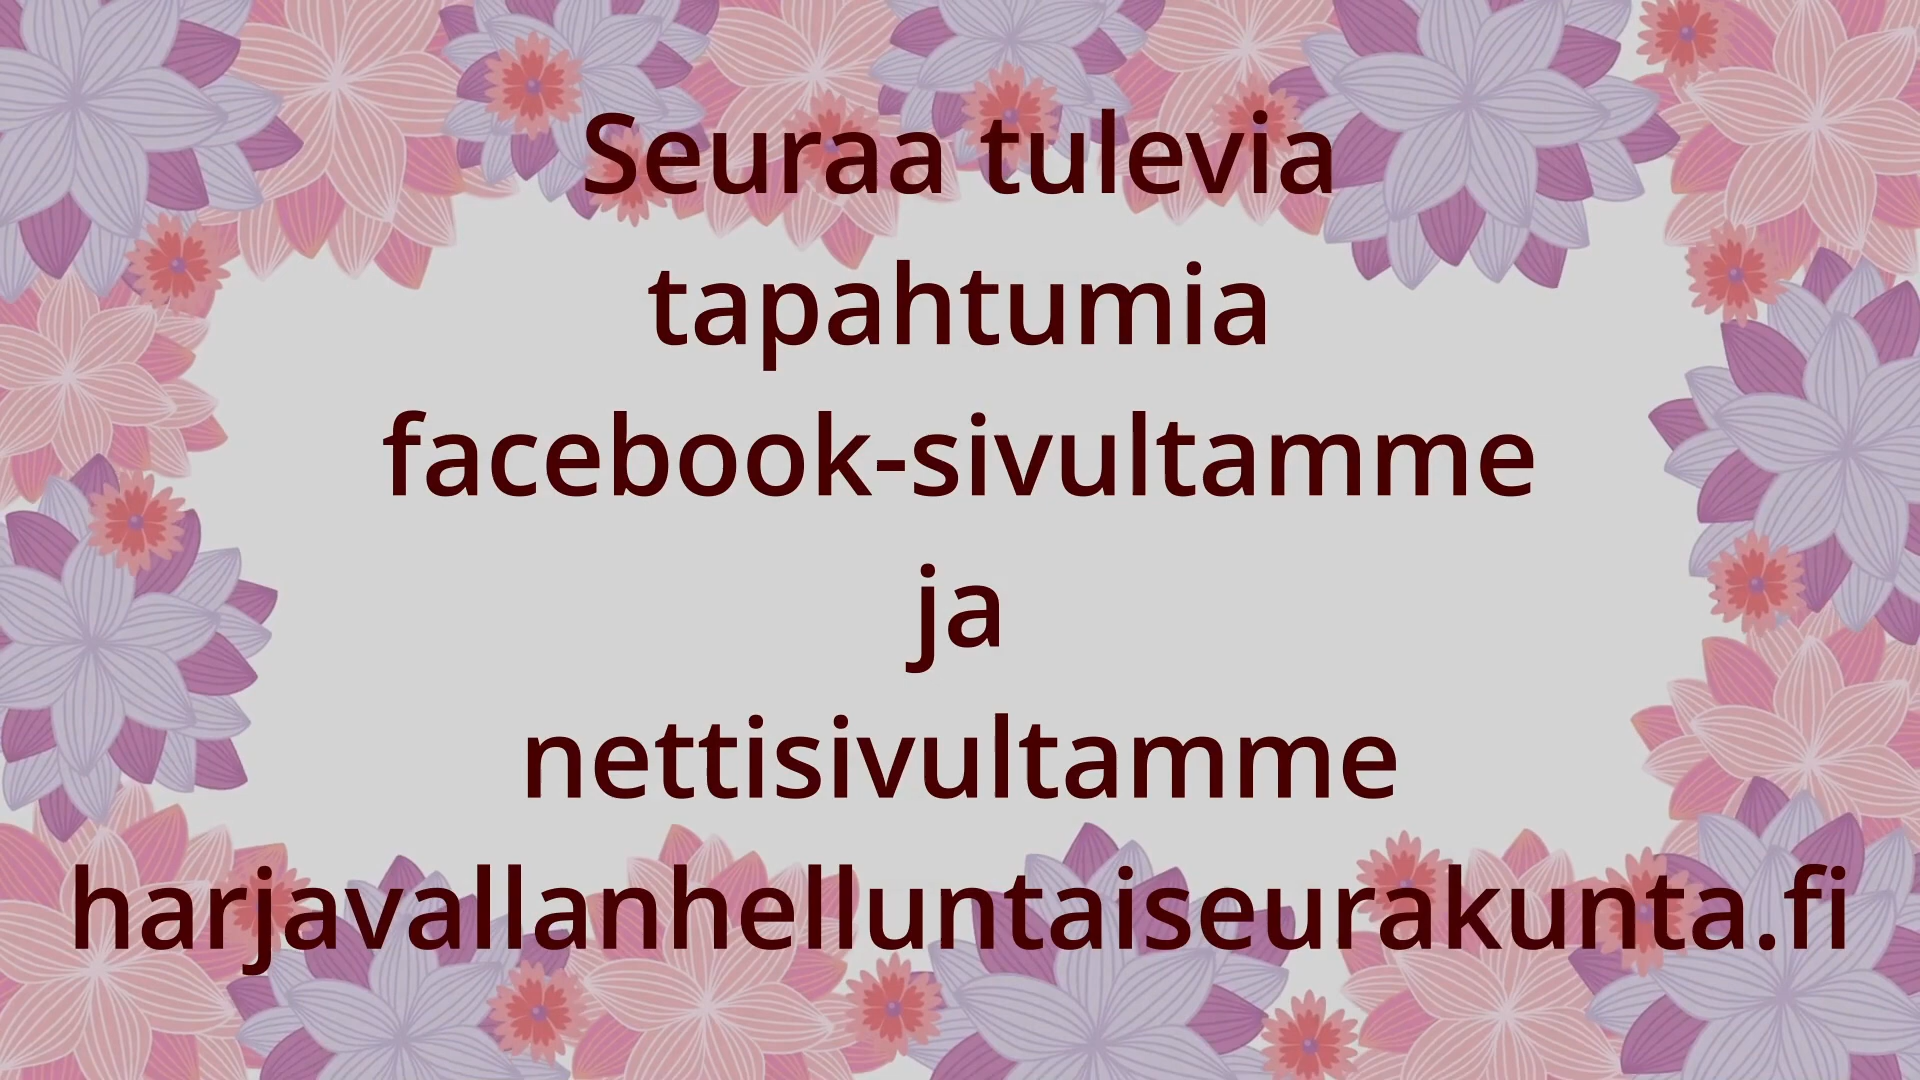 Seuraa tulevia
tapahtumia
facebook-sivultamme
ja
nettisivultamme
harjavallanhelluntaiseurakunta.fi